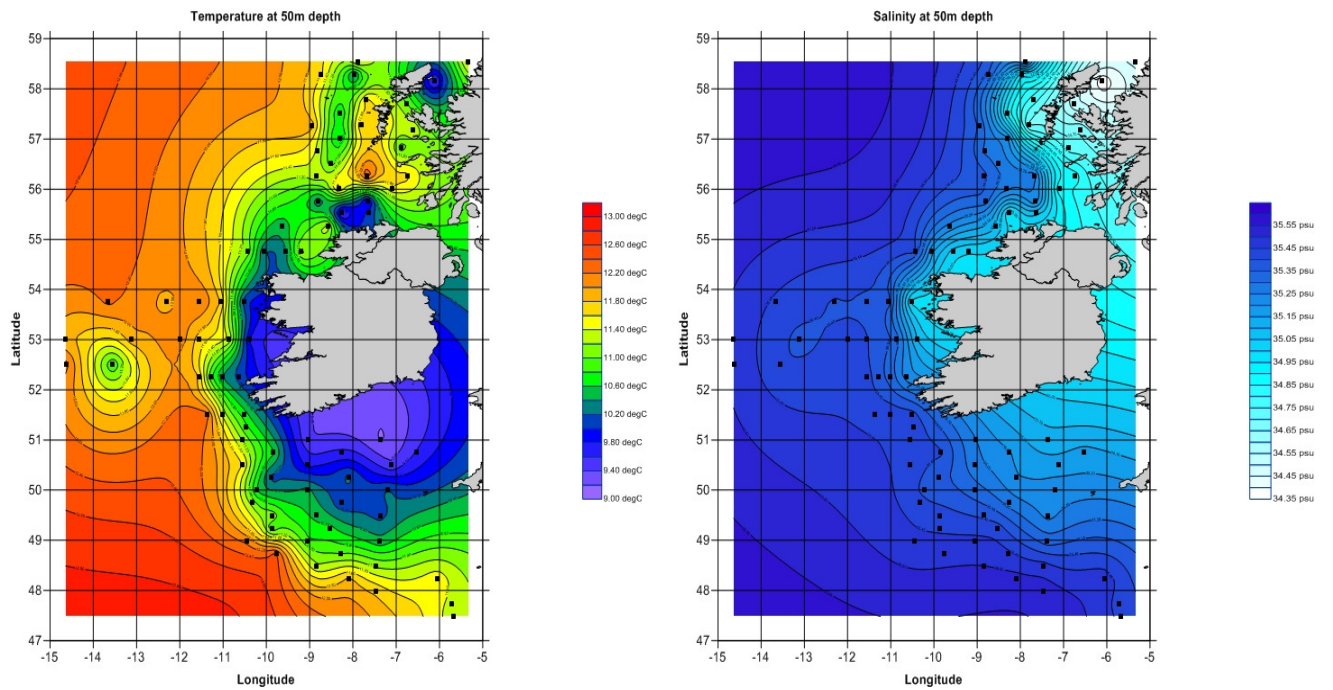 Temperature at 50m depth
59
58
57
56
55
54
53
52
51
50
49
48
47
Latitude
-15 -14 -13 -12 -11 -10 -9 -8 -7 -6 -5
Longitude
13.00 degC
12.60 degC
12.20 degC
11.80 degC
11.40 degC
11.00 degC
10.60 degC
10.20 degC
9.80 degC
9.40 degC
9.00 degC
Salinity at 50m depth
59
58
57
56
55
54
53
52
51
50
49
48
47
Latitude
-15 -14 -13 -12 -11 -10 -9 -8 -7 -6 -5
Longitude
35.55 psu
35.45 psu
35.35 psu
35.25 psu
35.15 psu
35.05 psu
34.95 psu
34.85 psu
34.75 psu
34.65 psu
34.55 psu
34.45 psu
34.35 psu